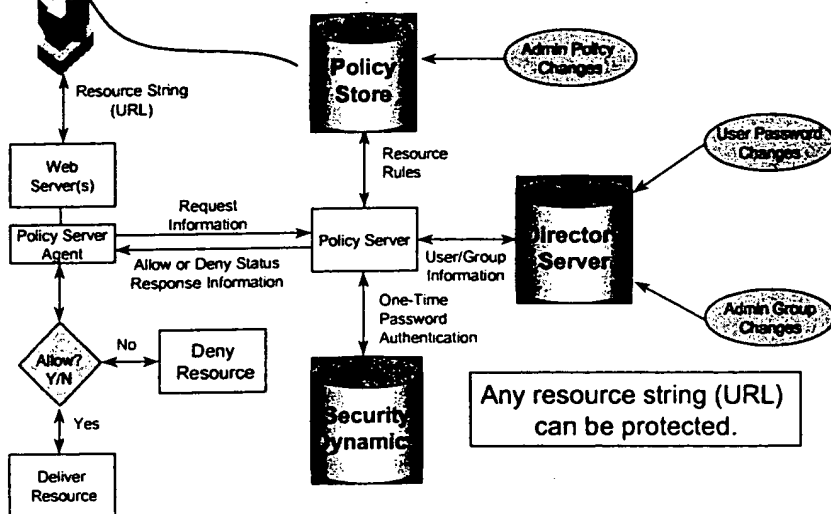 Policy
Store
Admin Policy
Changes
Resource String
(URL)
User Password
Changes
Web
Server(s)
Resource
Rules
Request
Information
Policy Server
Agent
Policy Server
Director
Server
Allow or Deny Status
Response Information
User/Group
Information
One-Time
Password
Authentication
Admin Group
Changes
Allow?
Y/N
No
Deny
Resource
Any resource string (URL)
can be protected.
Security
Dynamic
Yes
Deliver
Resource